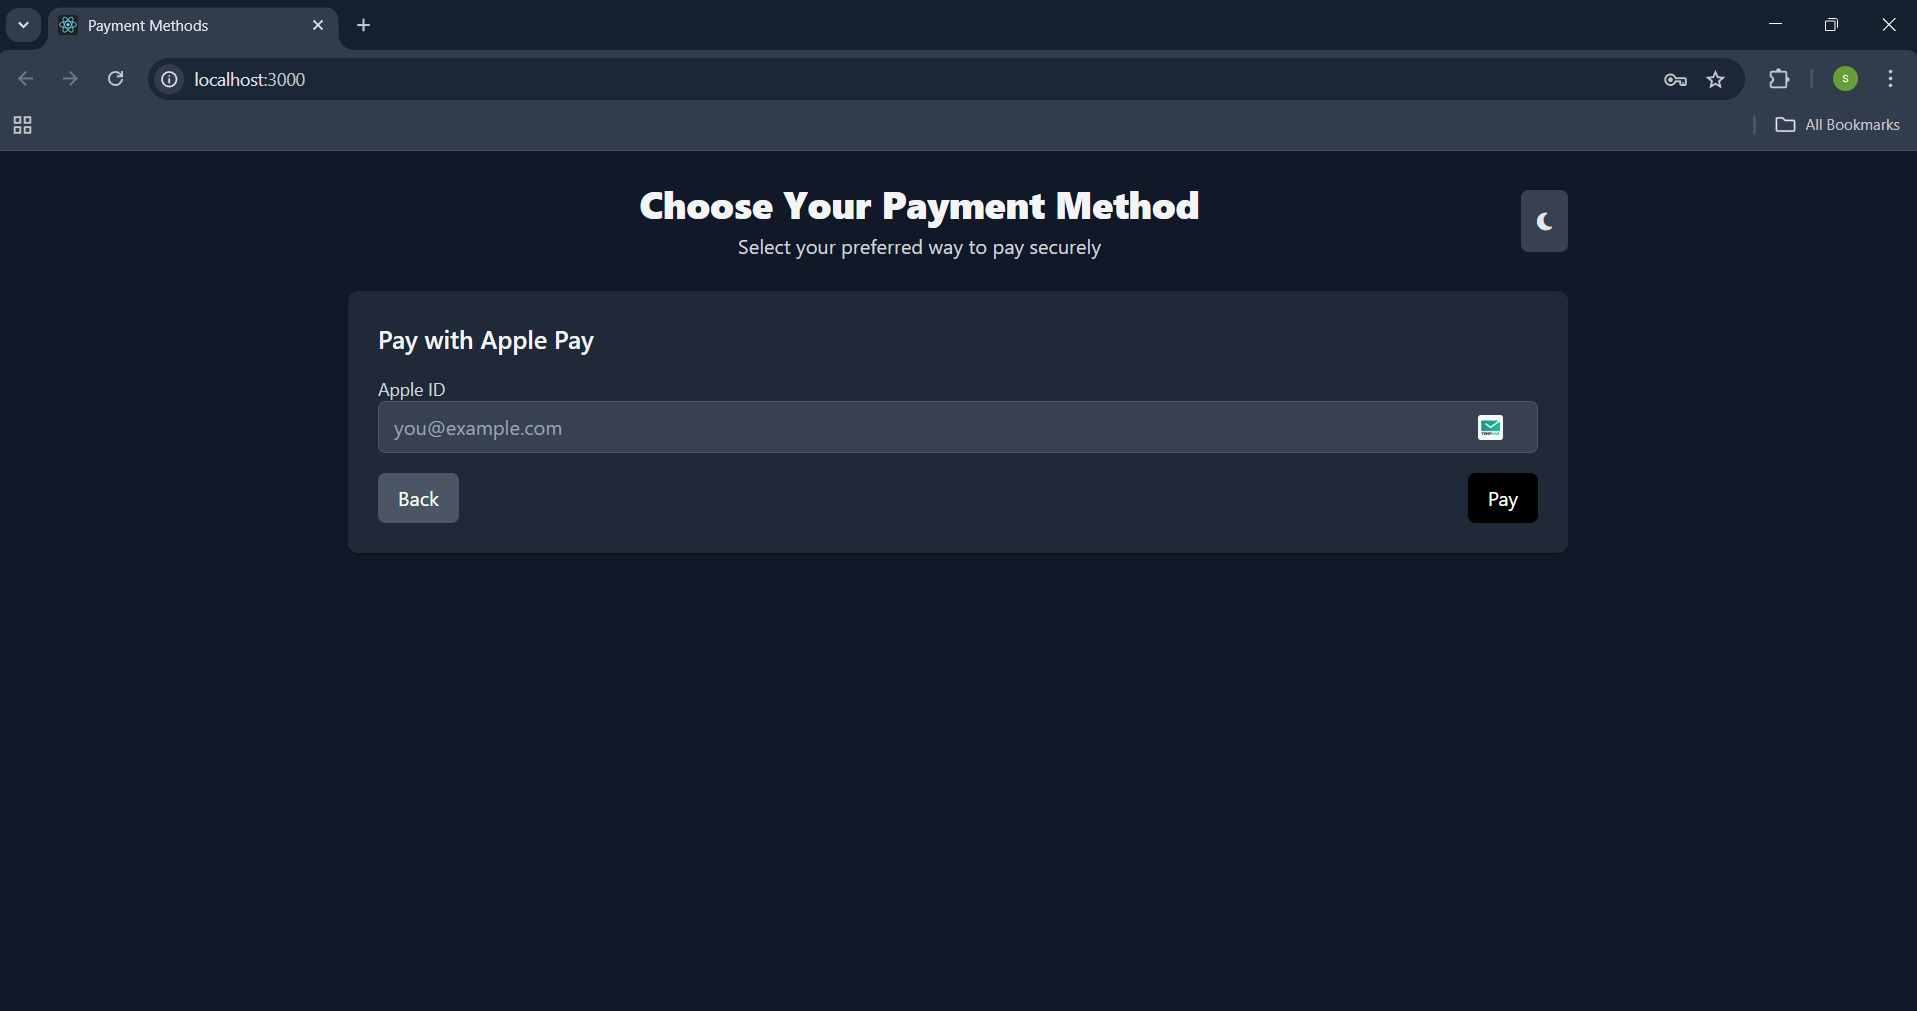 Payment Methods
localhost:3000
S
All Bookmarks
Choose Your Payment Method
Select your preferred way to pay securely
Pay with Apple Pay
Apple ID
you@example.com
Back
Pay